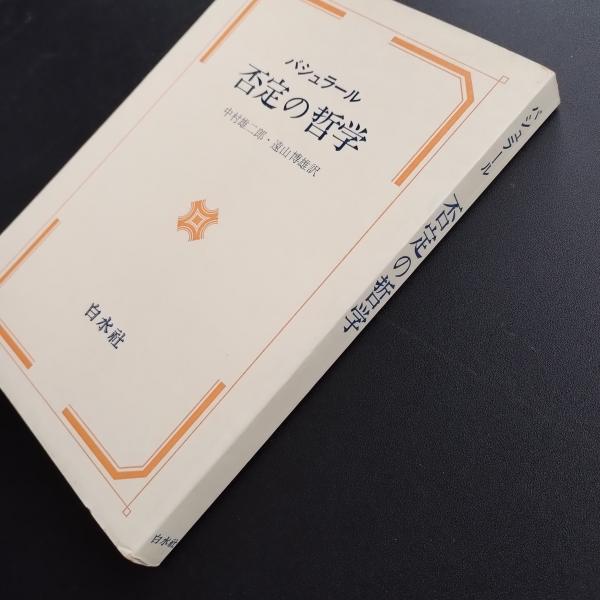 バシュラール
否定の哲学
中村雄二郎・遠山博雄訳
白水社
バシュラール
否定の哲学
白水社